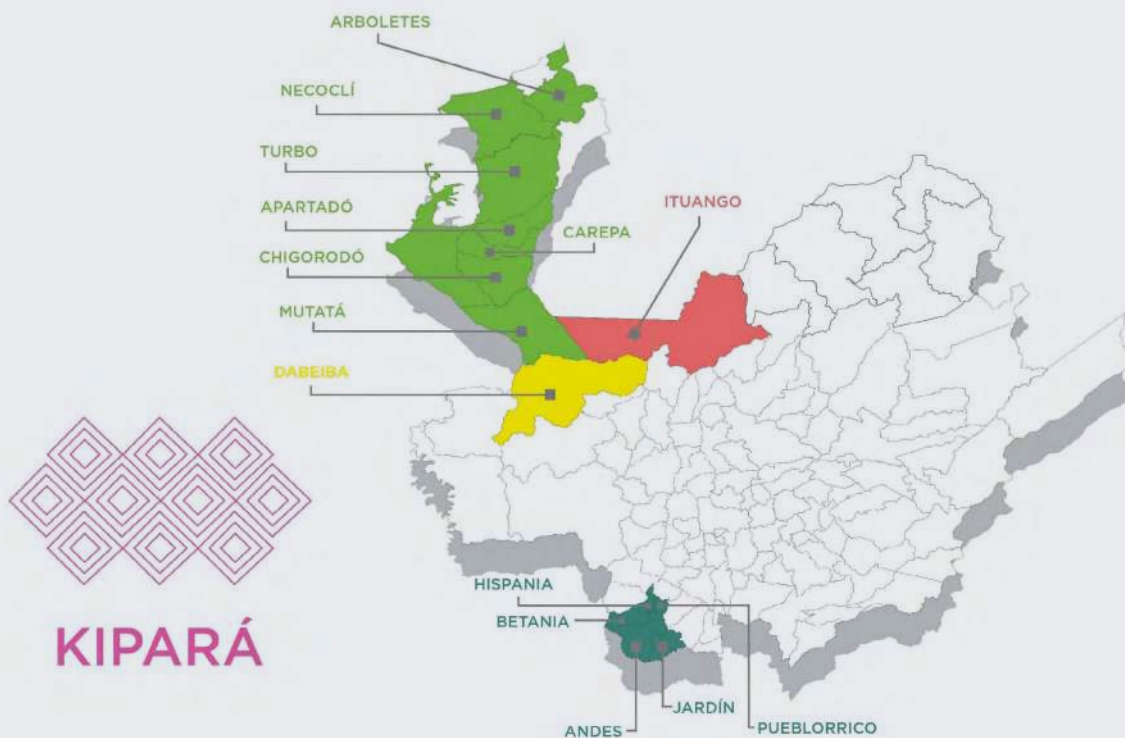 ARBOLETES
NECOCLÍ
TURBO
APARTADÓ
ITUANGO
CAREPA
CHIGORODÓ
MUTATÁ
DABEIBA
KIPARÁ
HISPANIA
BETANIA
JARDÍN
ANDES
PUEBLORRICO